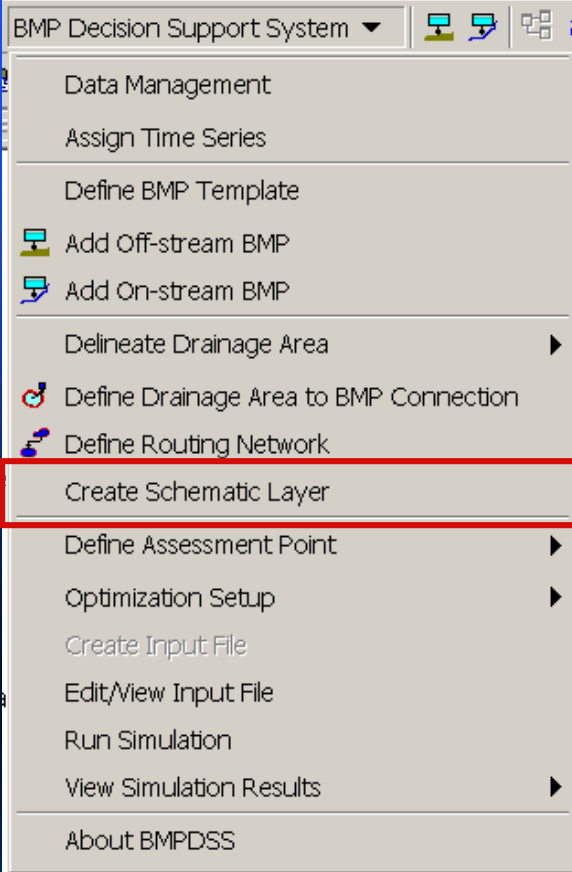 BMP Decision Support System
Data Management
Assign Time Series
Define BMP Template
Add Off-stream BMP
Add On-stream BMP
Delineate Drainage Area
Define Drainage Area to BMP Connection
Define Routing Network
Create Schematic Layer
Define Assessment Point
Optimization Setup
Create Input File
Edit/View Input File
Run Simulation
View Simulation Results
About BMPDSS